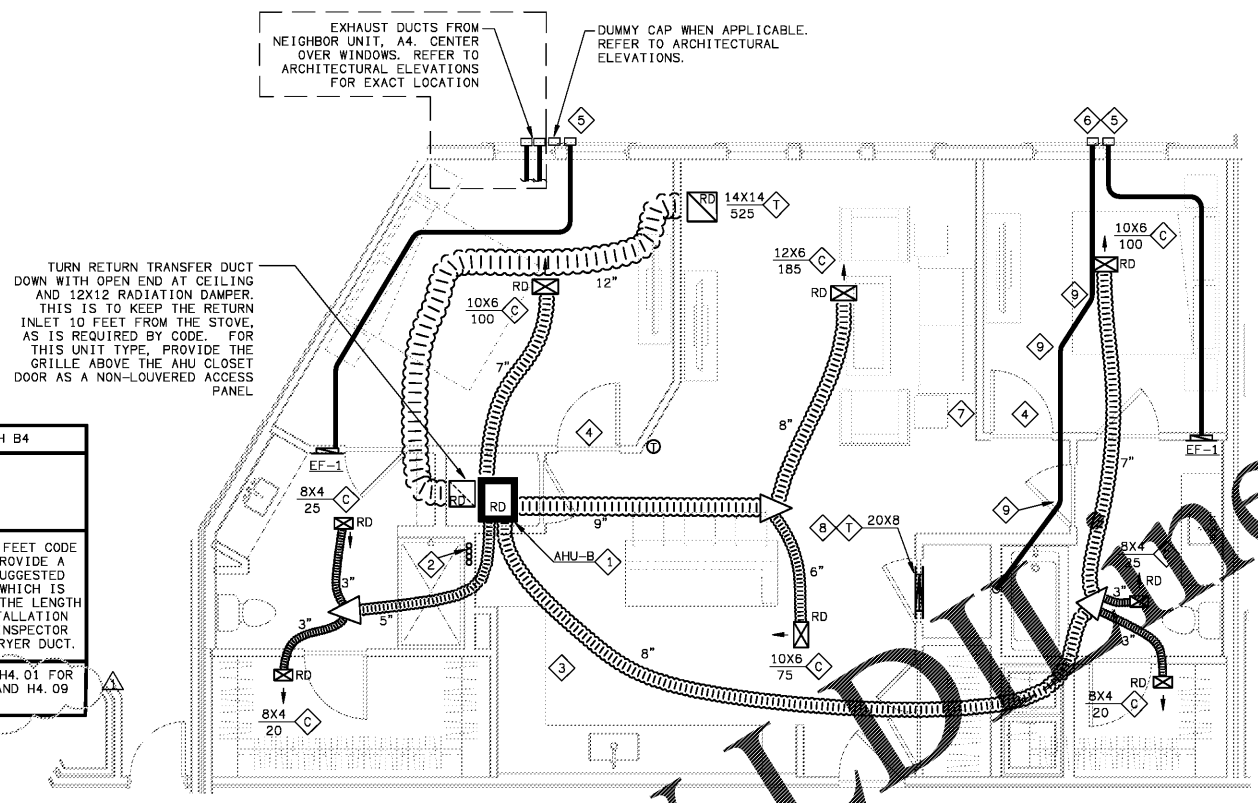 EXHAUST DUCTS FROM
NEIGHBOR UNIT, A4. CENTER
OVER WINDOWS. REFER TO
ARCHITECTURAL ELEVATIONS
FOR EXACT LOCATION
DUMMY CAP WHEN APPLICABLE.
REFER TO ARCHITECTURAL
ELEVATIONS.
5
6 5
RD 14X14 T
525
12X6 C
185
RD
10X6 C
100
RD
TURN RETURN TRANSFER DUCT
DOWN WITH OPEN END AT CEILING
AND 12X12 RADIATION DAMPER.
THIS IS TO KEEP THE RETURN
INLET 10 FEET FROM THE STOVE,
AS IS REQUIRED BY CODE. FOR
THIS UNIT TYPE, PROVIDE THE
GRILLE ABOVE THE AHU CLOSET
DOOR AS A NON-LOUVERED ACCESS
PANEL
12"
RD
10X6 C
100
9
9
7"
8"
4
7
4
T
H B4
EF-1
EF-1
8X4 C
25
RD
RD
RD
9"
7"
9
8 T 20X8
FEET CODE
ROVIDE A
UGGESTED
WHICH IS
THE LENGTH
TALLATION
INSPECTOR
RYER DUCT.
2
AHU-B 1
6"
8X4
RD
3"
3"
3"
3"
5"
RD
10X6 C
75
8"
3
H4.01 FOR
AND H4.09
1
RD
8X4 C
20
RD
8X4 C
20